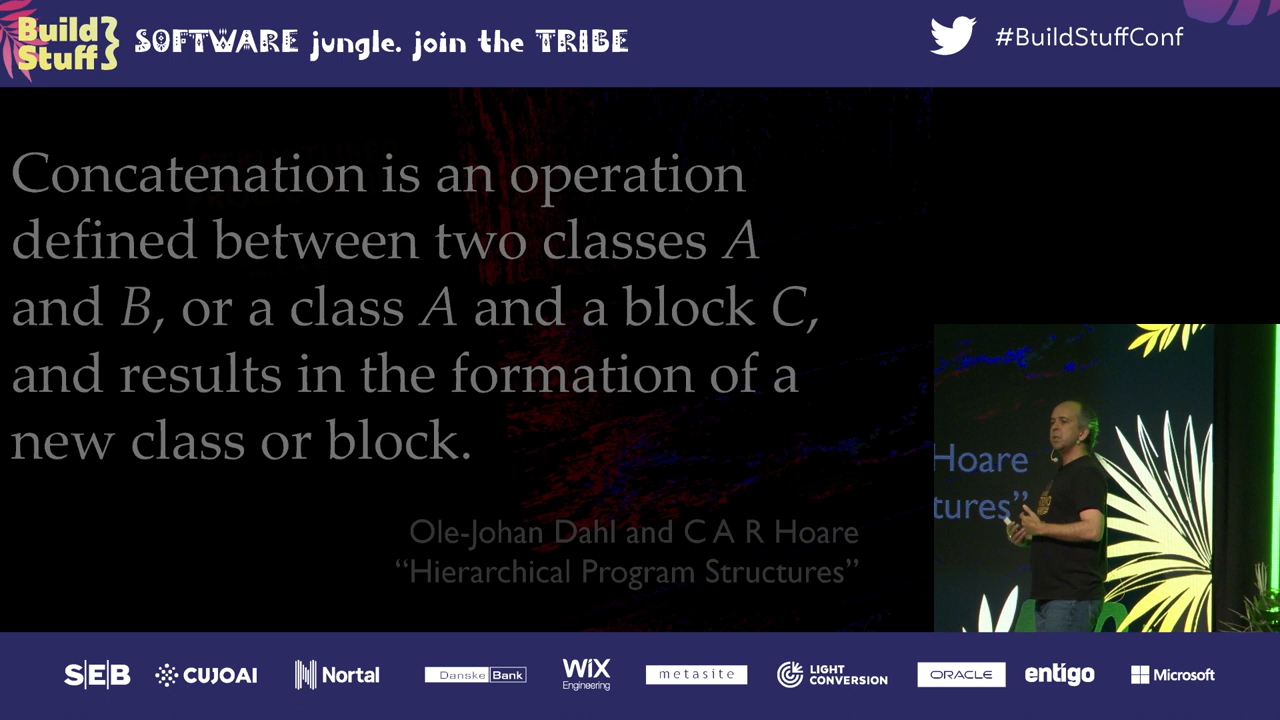 Build
Stuff
SOFTWARE jungle. join the TRIBE
#BuildStuffConf
Concatenation is an operation
defined between two classes A
and B, or a class A and a block C,
and results in the formation of a
new class or block.
Ole-Johan Dahl and C A R Hoare
“Hierarchical Program Structures”
Hoare
tures”
SEB
CUJOAI
Nortal
Danske Bank
WiX
Engineering
metasite
LIGHT
CONVERSION
ORACLE
entigo
Microsoft